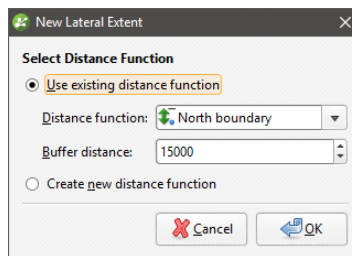 New Lateral Extent
Select Distance Function
Use existing distance function
Distance function: North boundary
Buffer distance: 15000
Create new distance function
Cancel OK